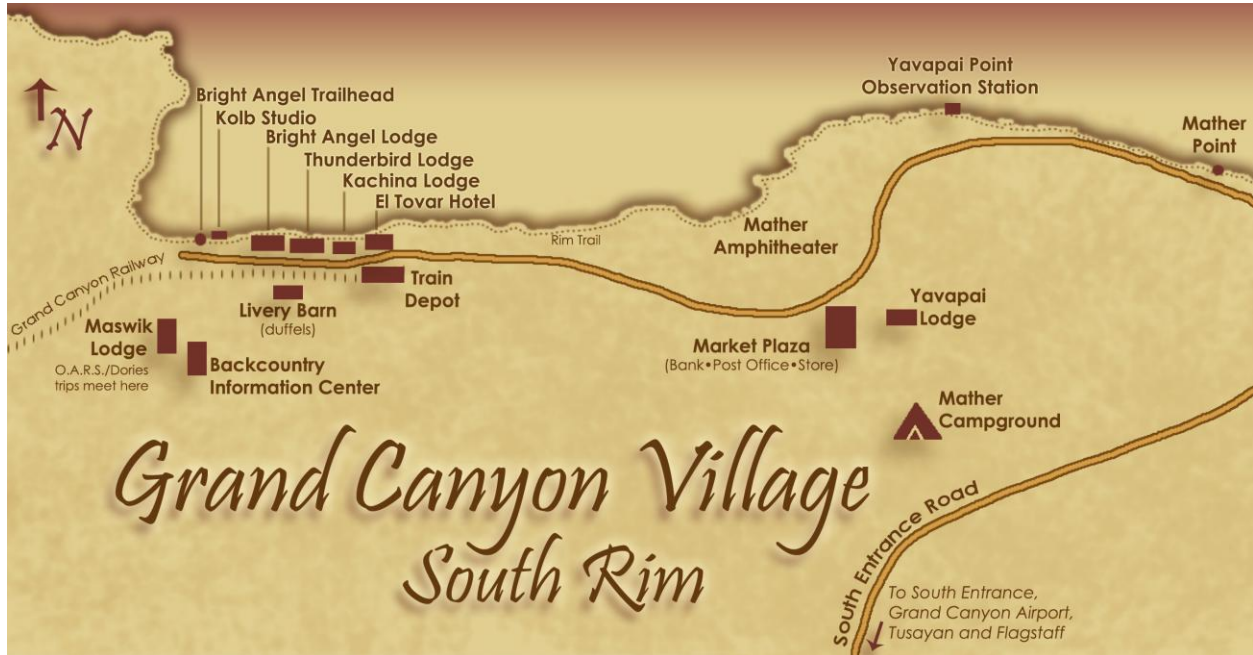 N
Bright Angel Trailhead
Kolb Studio
Bright Angel Lodge
Thunderbird Lodge
Kachina Lodge
El Tovar Hotel
Yavapai Point
Observation Station
Mather
Point
Rim Trail
Mather
Amphitheater
Grand Canyon Railway
Train
Depot
Livery Barn
(duffels)
Maswik
Lodge
O.A.R.S./Dories
trips meet here
Backcountry
Information Center
Market Plaza
(Bank•Post Office•Store)
Yavapai
Lodge
Mather
Campground
Grand Canyon Village
South Rim
South Entrance Road
To South Entrance,
Grand Canyon Airport,
Tusayan and Flagstaff